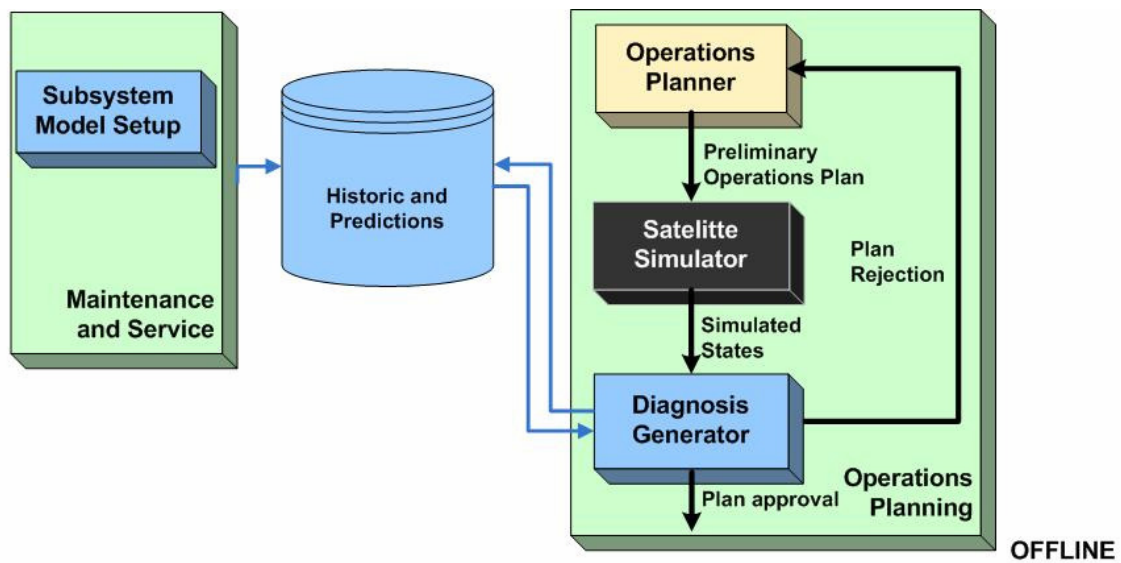 Subsystem
Model Setup
Maintenance
and Service
Historic and
Predictions
Operations
Planner
Preliminary
Operations Plan
Satelitte
Simulator
Plan
Rejection
Simulated
States
Diagnosis
Generator
Plan approval
Operations
Planning
OFFLINE